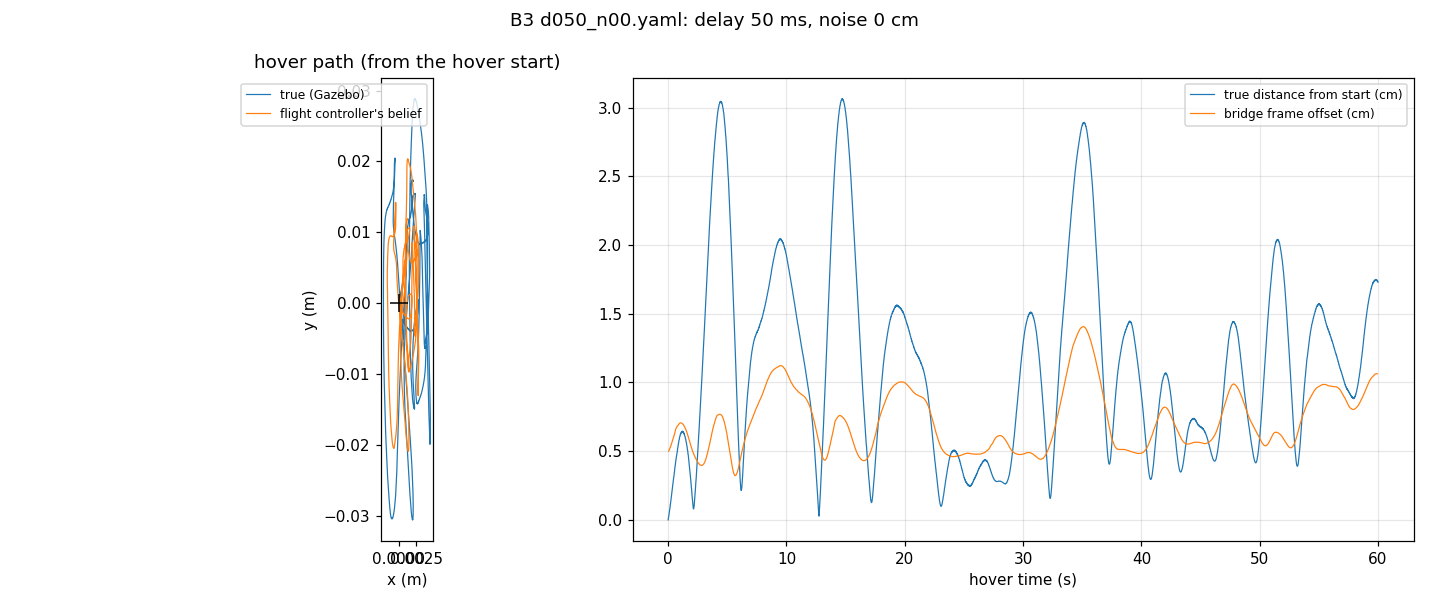 B3 d050_n00.yaml: delay 50 ms, noise 0 cm
hover path (from the hover start)
true (Gazebo)
flight controller's belief
0.03
0.02
0.01
0.00
−0.01
−0.02
−0.03
y (m)
x (m)
true distance from start (cm)
bridge frame offset (cm)
3.0
2.5
2.0
1.5
1.0
0.5
0.0
0 10 20 30 40 50 60
hover time (s)